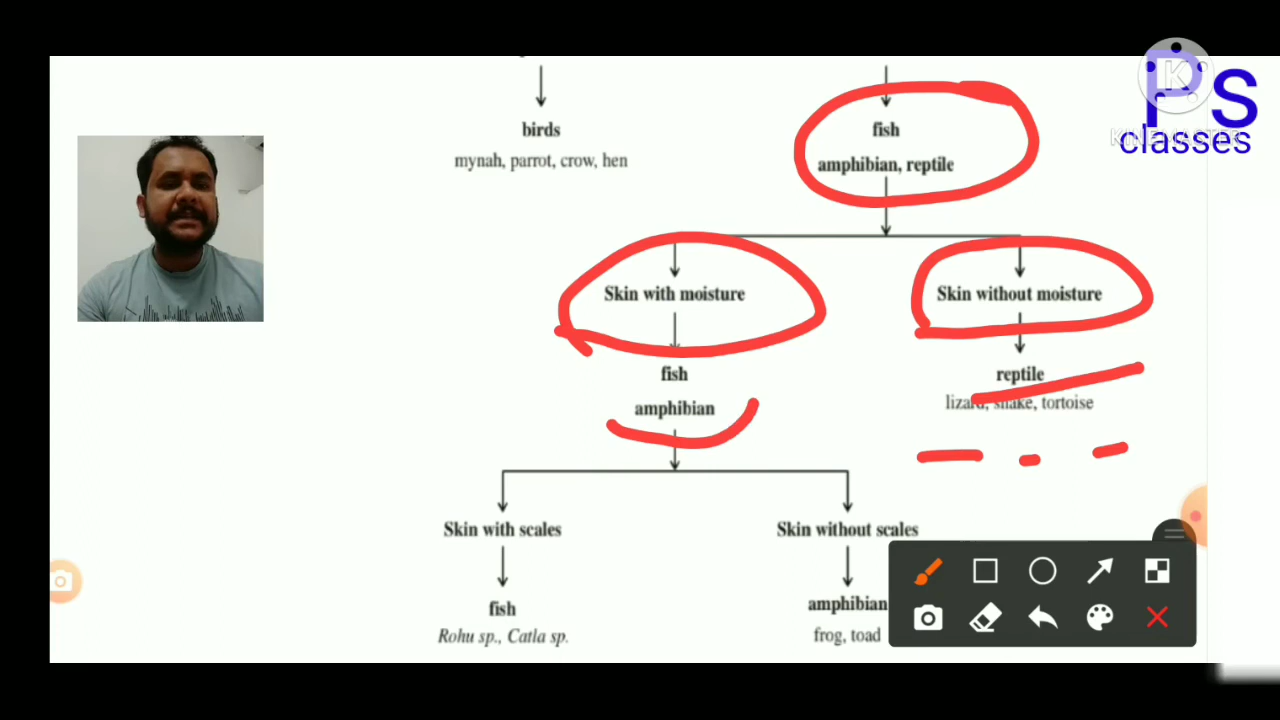 Ps
classes
KINEMASTER
birds
mynah, parrot, crow, hen
fish
amphibian, reptile
Skin with moisture
Skin without moisture
fish
amphibian
reptile
lizard, snake, tortoise
Skin with scales
Skin without scales
fish
Rohu sp., Catla sp.
amphibian
frog, toad